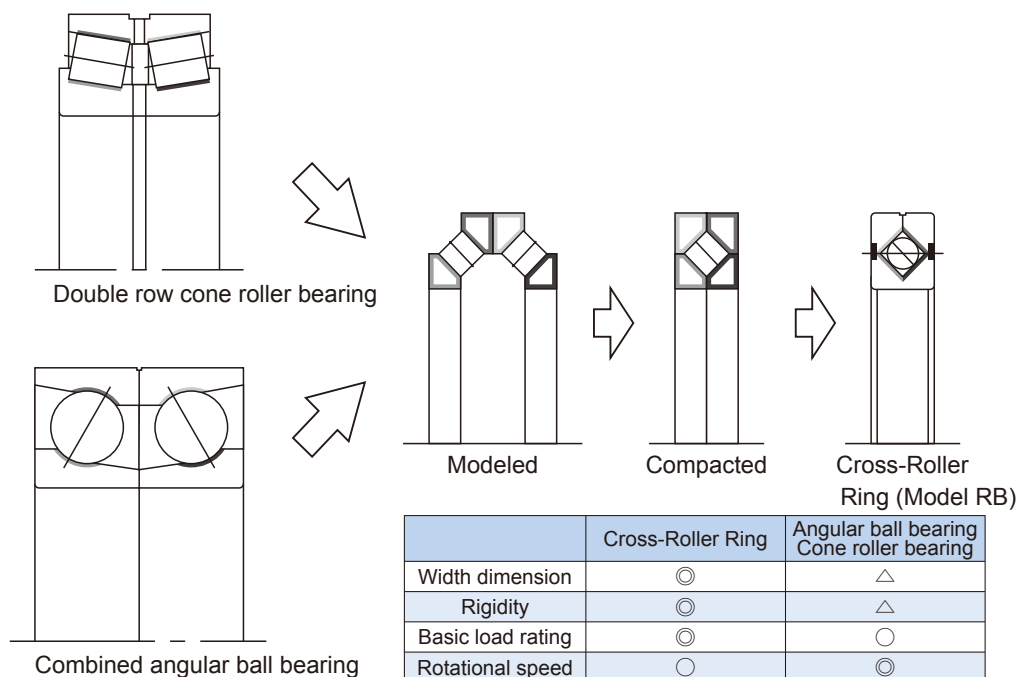 Double row cone roller bearing
Combined angular ball bearing
Modeled
Compacted
Cross-Roller
Ring (Model RB)
Cross-Roller Ring
Angular ball bearing
Cone roller bearing
Width dimension ◎ △
Rigidity ◎ △
Basic load rating ◎ ○
Rotational speed ○ ◎